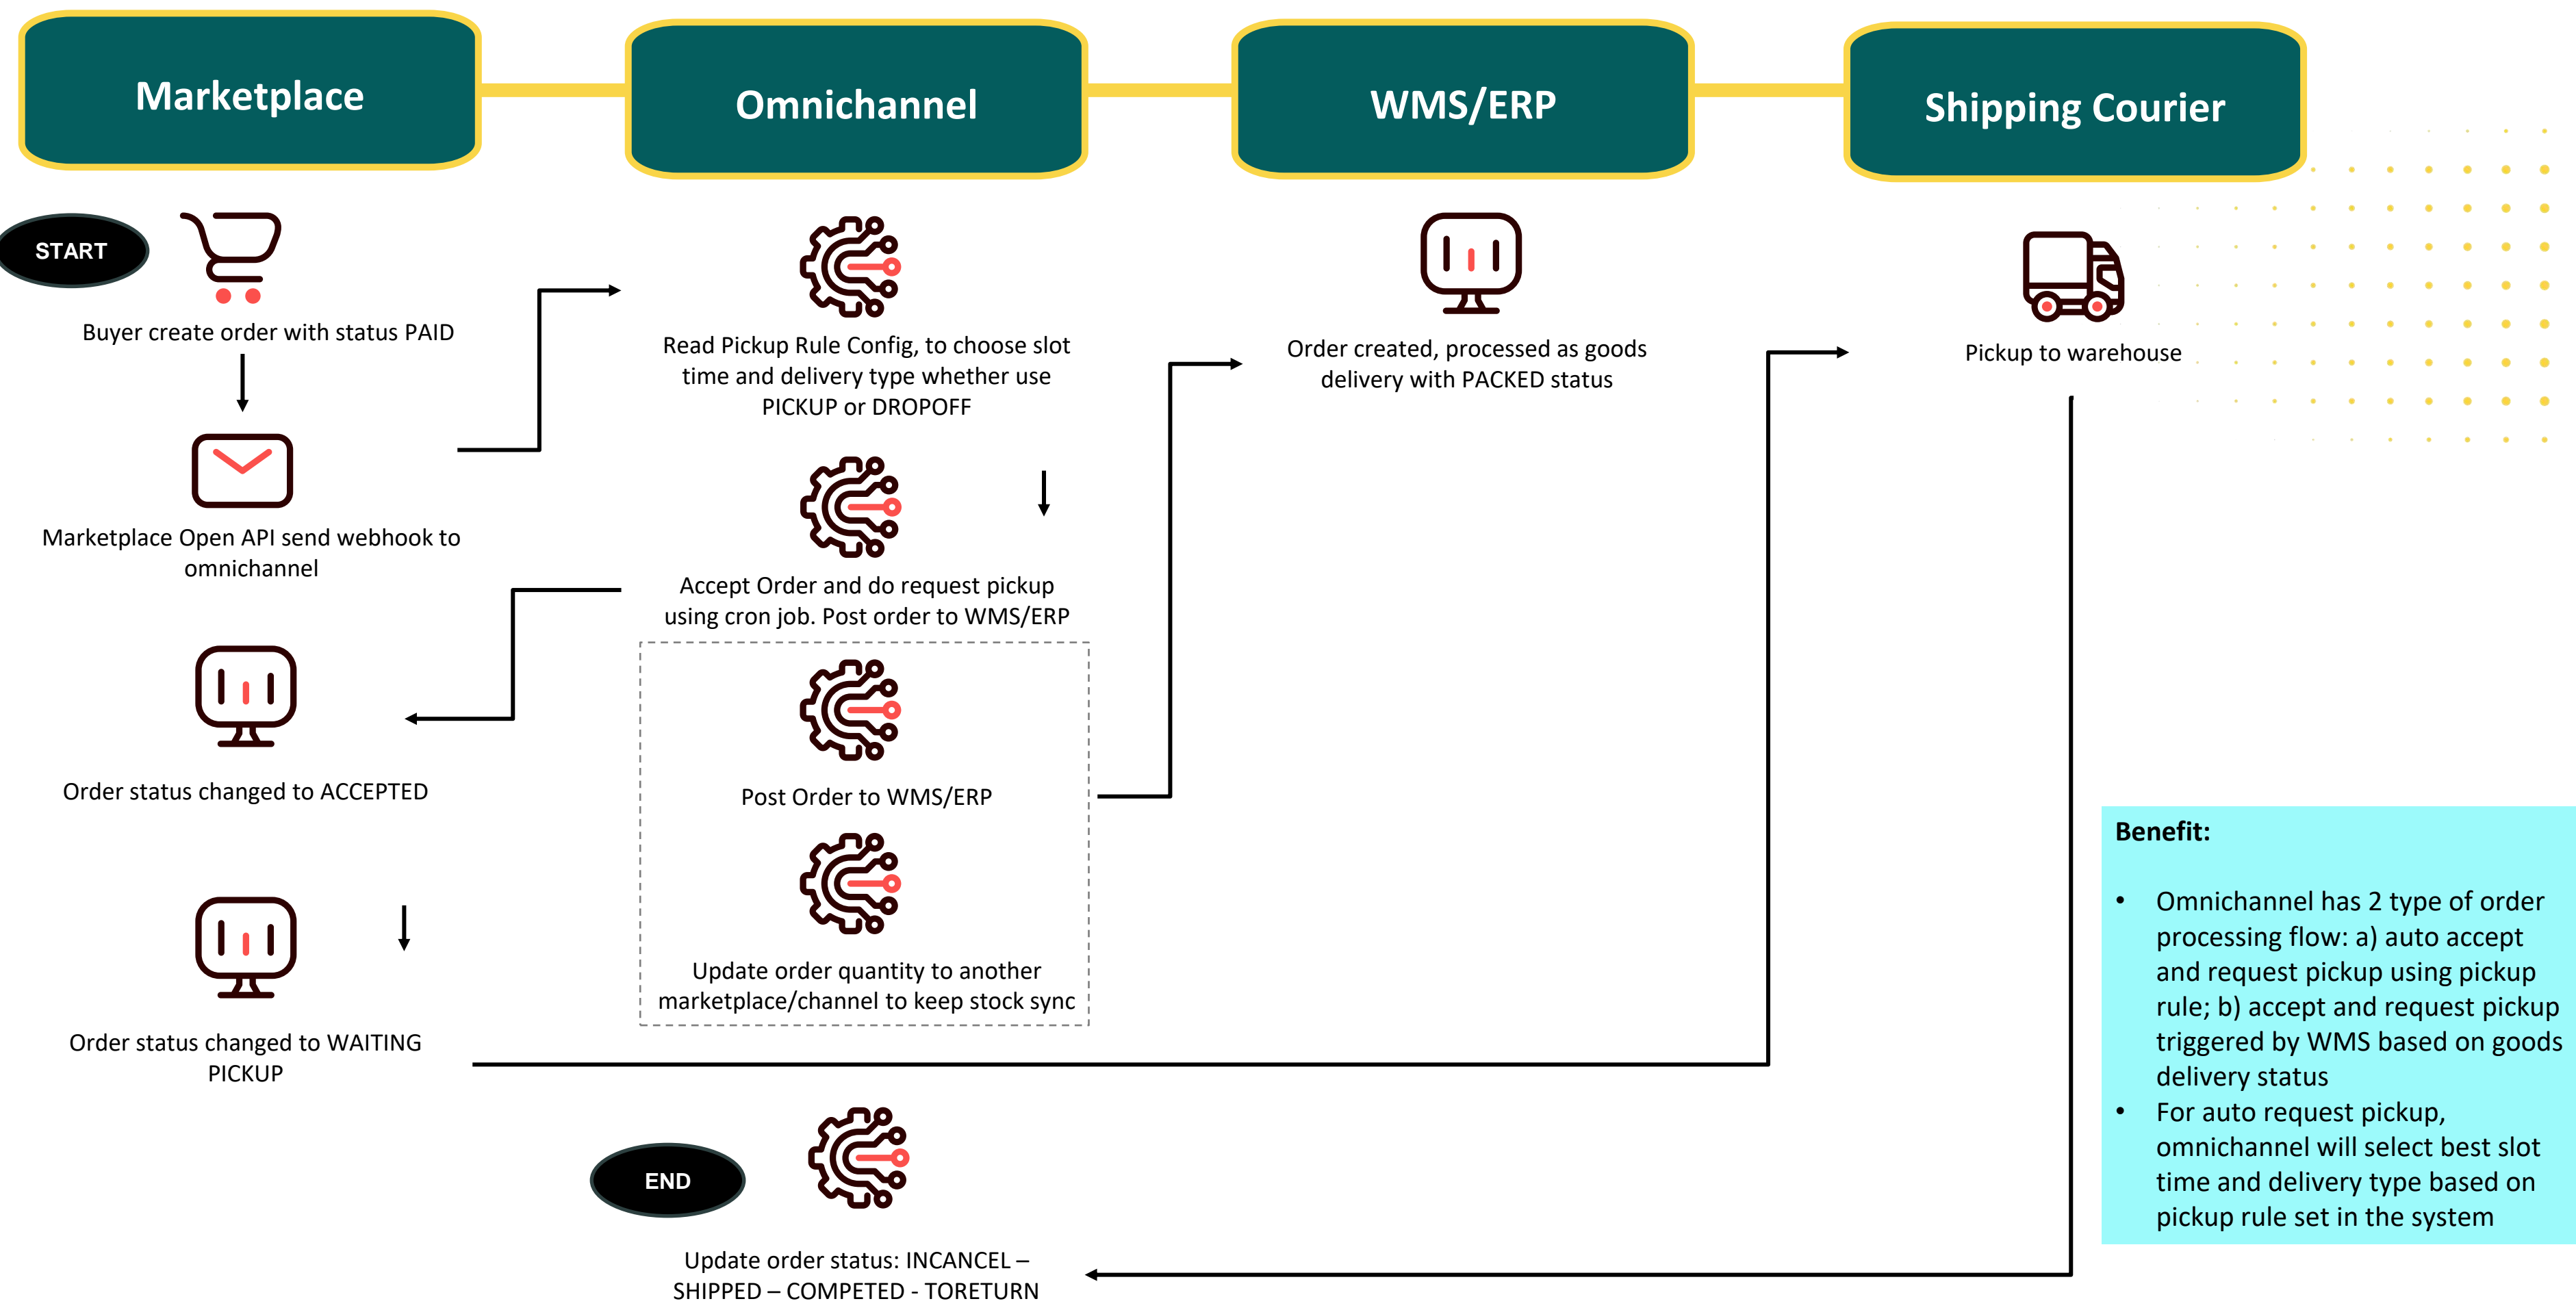 Marketplace
Omnichannel
WMS/ERP
Shipping Courier
START
Buyer create order with status PAID
Marketplace Open API send webhook to
omnichannel
Order status changed to ACCEPTED
Order status changed to WAITING
PICKUP
Read Pickup Rule Config, to choose slot
time and delivery type whether use
PICKUP or DROPOFF
Accept Order and do request pickup
using cron job. Post order to WMS/ERP
Post Order to WMS/ERP
Update order quantity to another
marketplace/channel to keep stock sync
END
Update order status: INCANCEL –
SHIPPED – COMPETED - TORETURN
Order created, processed as goods
delivery with PACKED status
Pickup to warehouse
Benefit:
• Omnichannel has 2 type of order
processing flow: a) auto accept
and request pickup using pickup
rule; b) accept and request pickup
triggered by WMS based on goods
delivery status
• For auto request pickup,
omnichannel will select best slot
time and delivery type based on
pickup rule set in the system